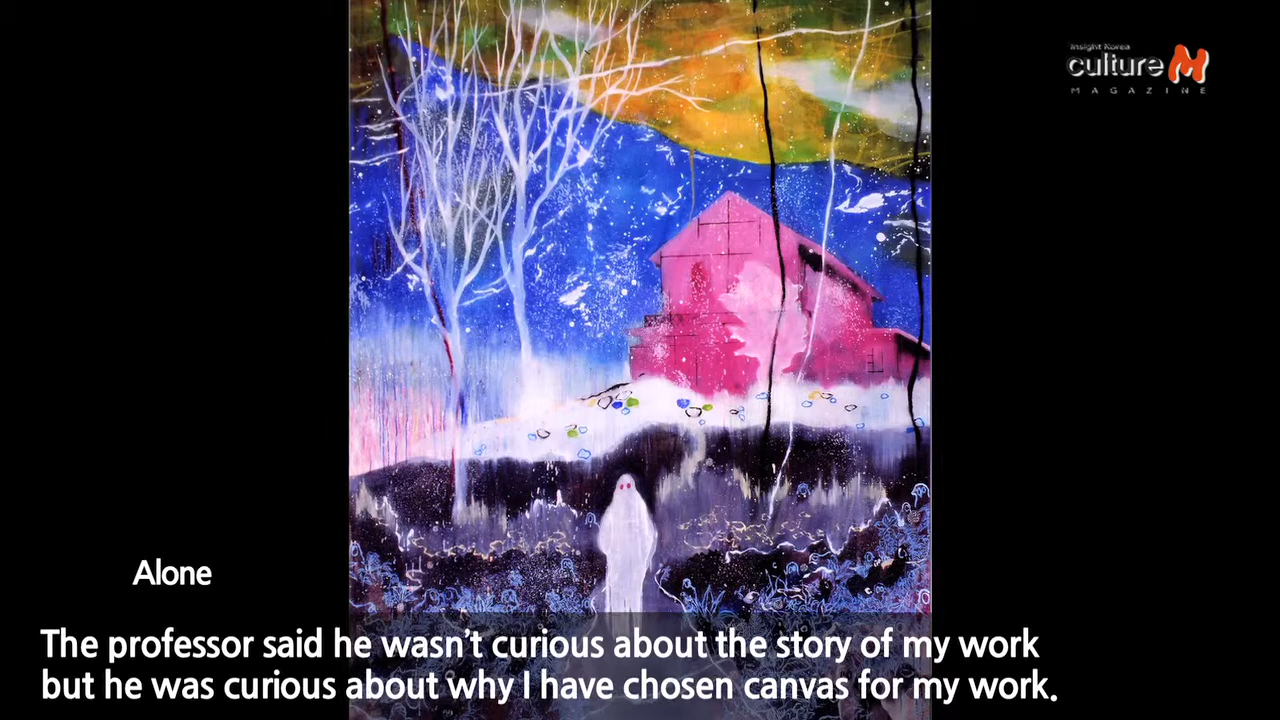 Insight Korea
culture M
MAGAZINE
Alone
The professor said he wasn't curious about the story of my work
but he was curious about why I have chosen canvas for my work.